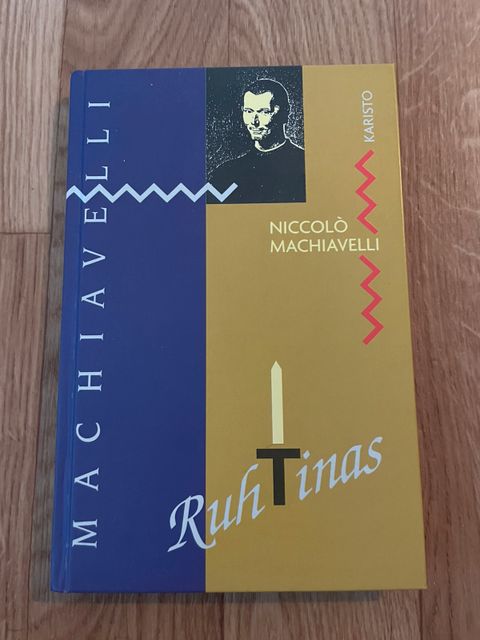 MACHIAVELLI
KARISTO
NICCOLÒ
MACHIAVELLI
RuhTinas